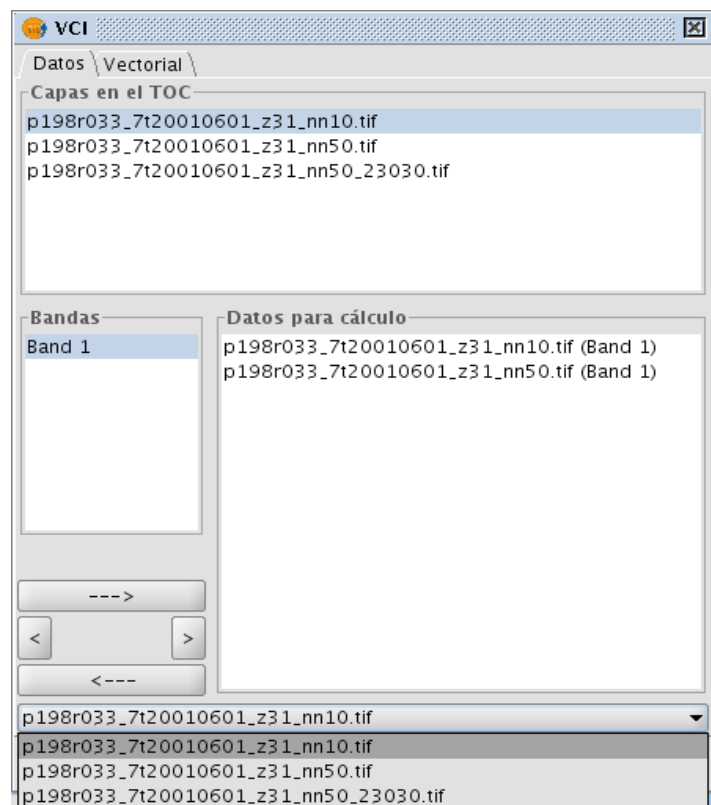 VCI
Datos Vectorial
Capas en el TOC
p198r033_7t20010601_z31_nn10.tif
p198r033_7t20010601_z31_nn50.tif
p198r033_7t20010601_z31_nn50_23030.tif
Bandas
Band 1
Datos para cálculo
p198r033_7t20010601_z31_nn10.tif (Band 1)
p198r033_7t20010601_z31_nn50.tif (Band 1)
--->
< >
<---
p198r033_7t20010601_z31_nn10.tif
p198r033_7t20010601_z31_nn10.tif
p198r033_7t20010601_z31_nn50.tif
p198r033_7t20010601_z31_nn50_23030.tif